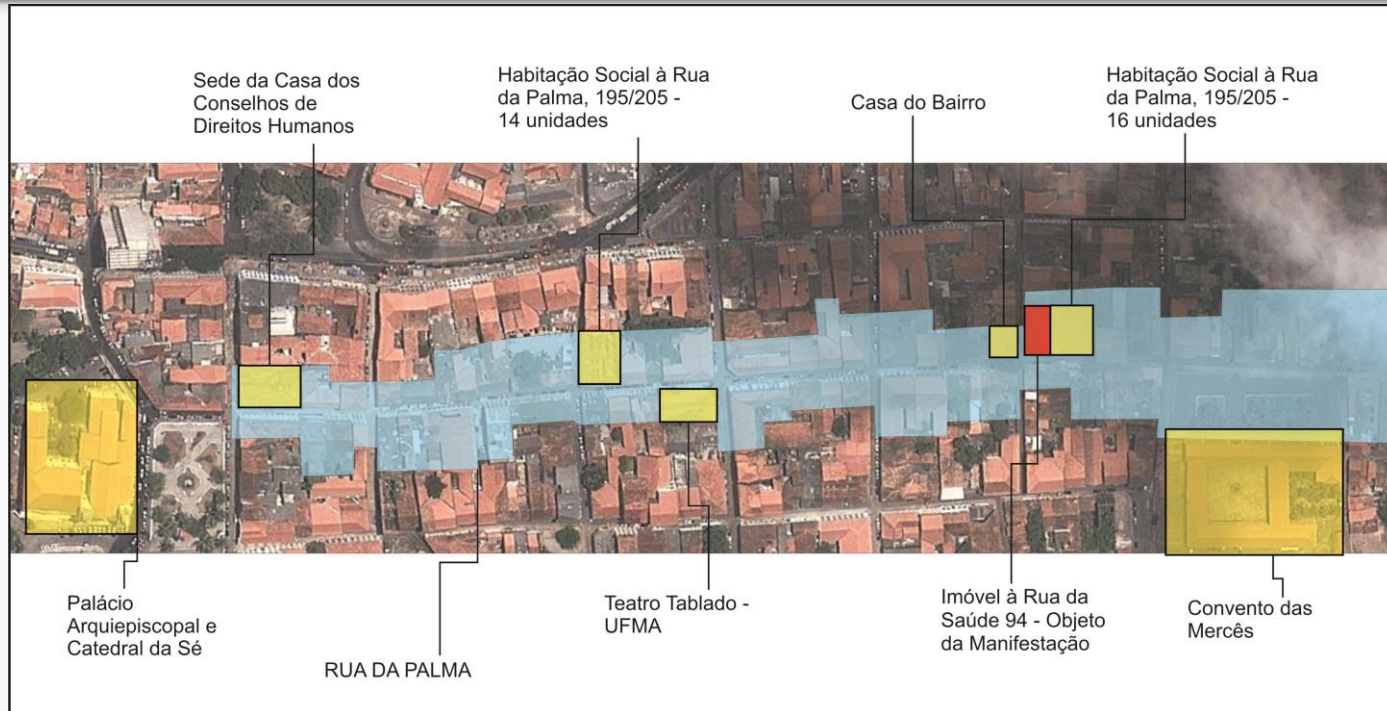 Sede da Casa dos
Conselhos de
Direitos Humanos
Habitação Social à Rua
da Palma, 195/205 -
14 unidades
Casa do Bairro
Habitação Social à Rua
da Palma, 195/205 -
16 unidades
Palácio
Arquiepiscopal e
Catedral da Sé
RUA DA PALMA
Teatro Tablado -
UFMA
Imóvel à Rua da
Saúde 94 - Objeto
da Manifestação
Convento das
Mercês